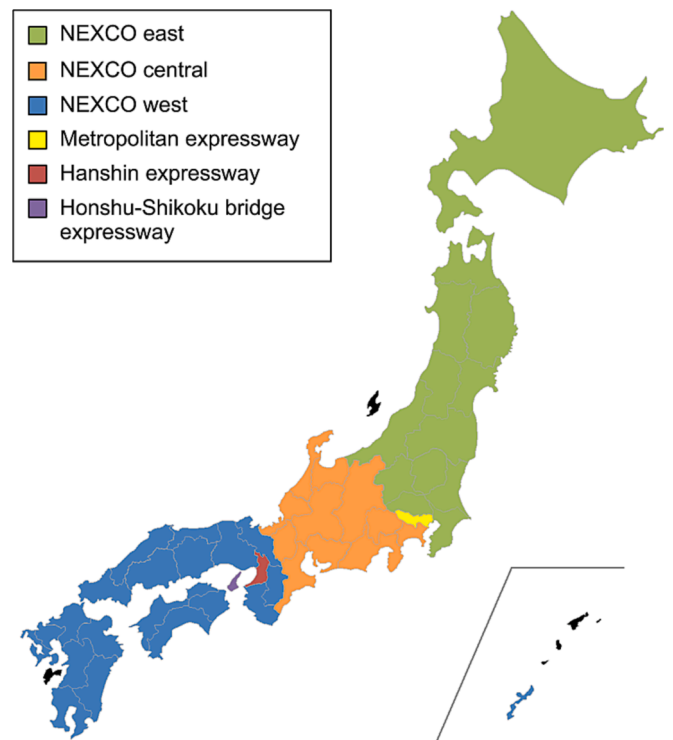 NEXCO east
NEXCO central
NEXCO west
Metropolitan expressway
Hanshin expressway
Honshu-Shikoku bridge
expressway